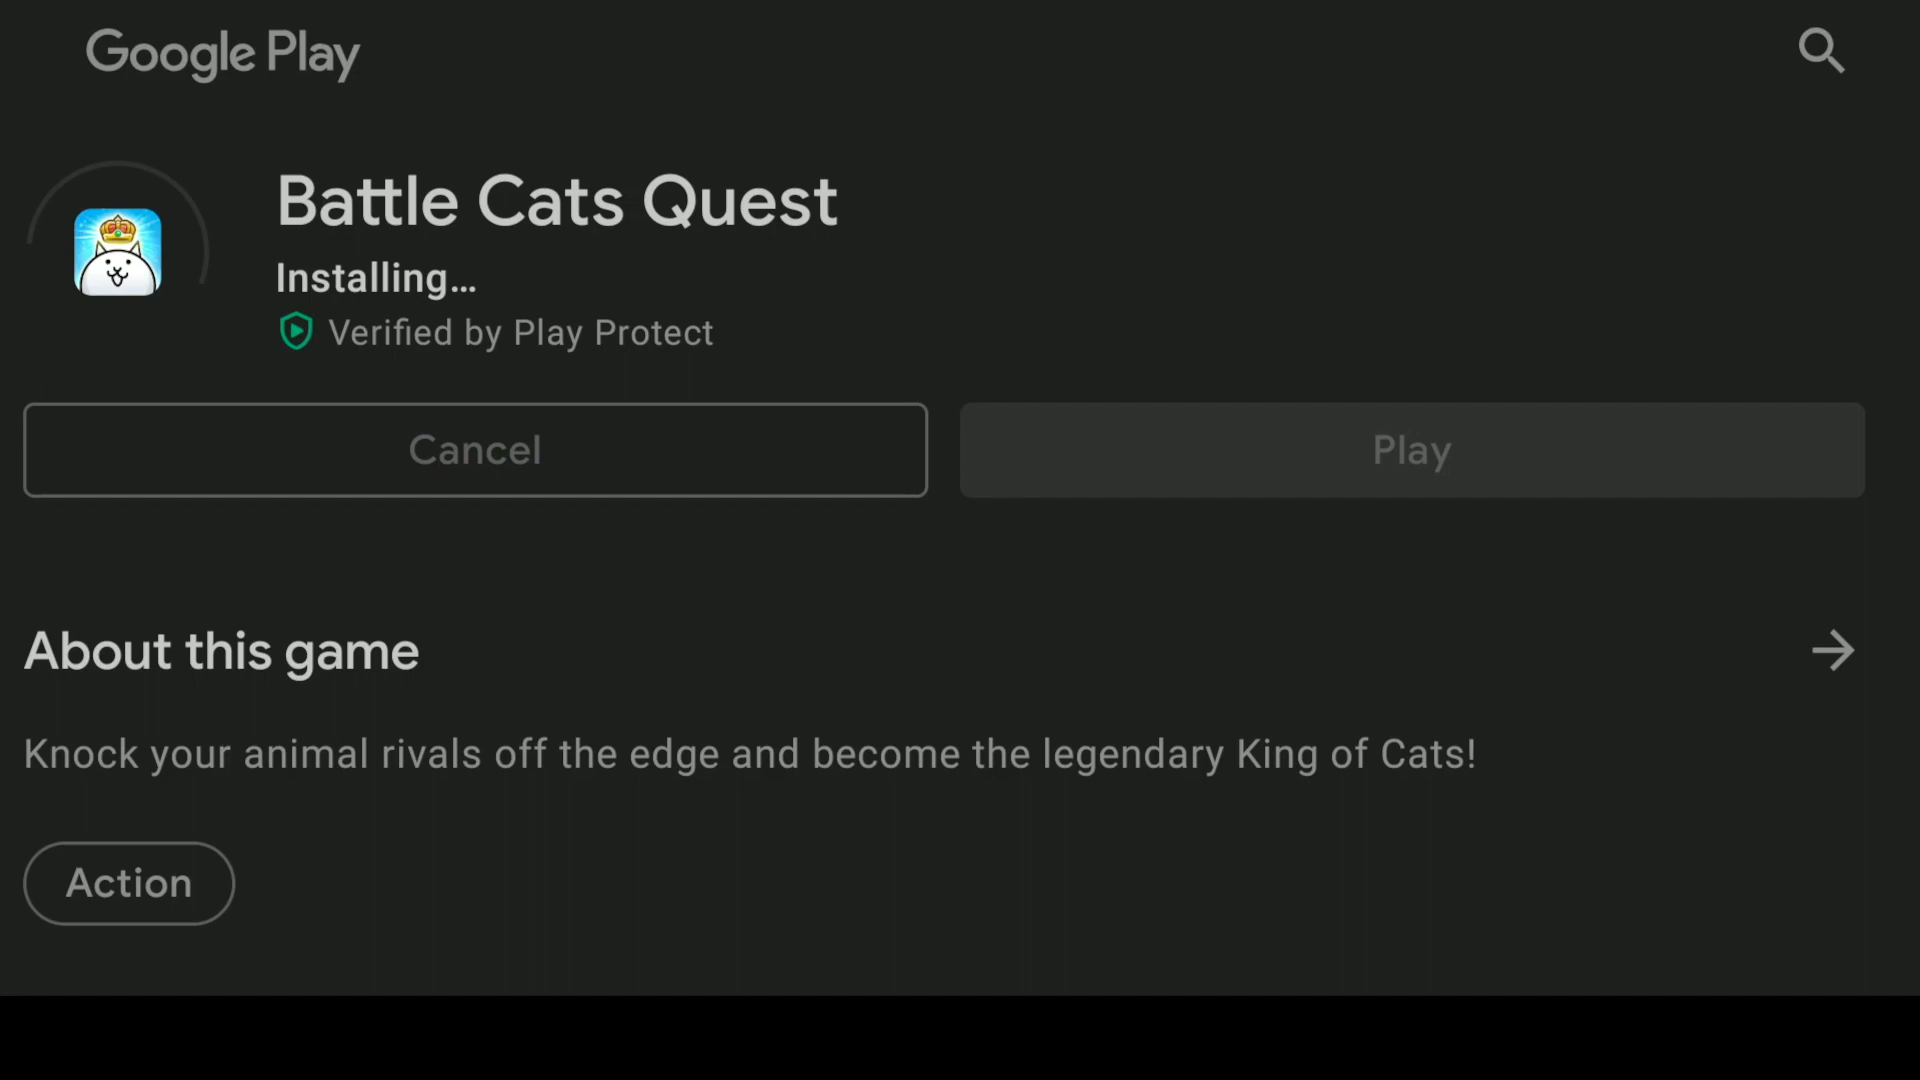 Google Play
Battle Cats Quest
Installing…
Verified by Play Protect
Cancel
Play
About this game
Knock your animal rivals off the edge and become the legendary King of Cats!
Action